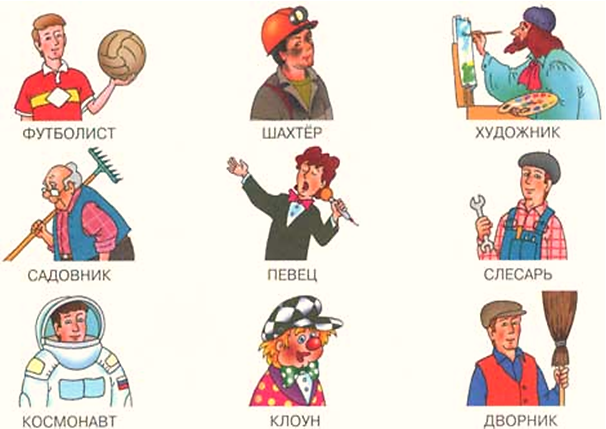 ФУТБОЛИСТ ШАХТЁР ХУДОЖНИК
САДОВНИК ПЕВЕЦ СЛЕСАРЬ
КОСМОНАВТ КЛОУН ДВОРНИК